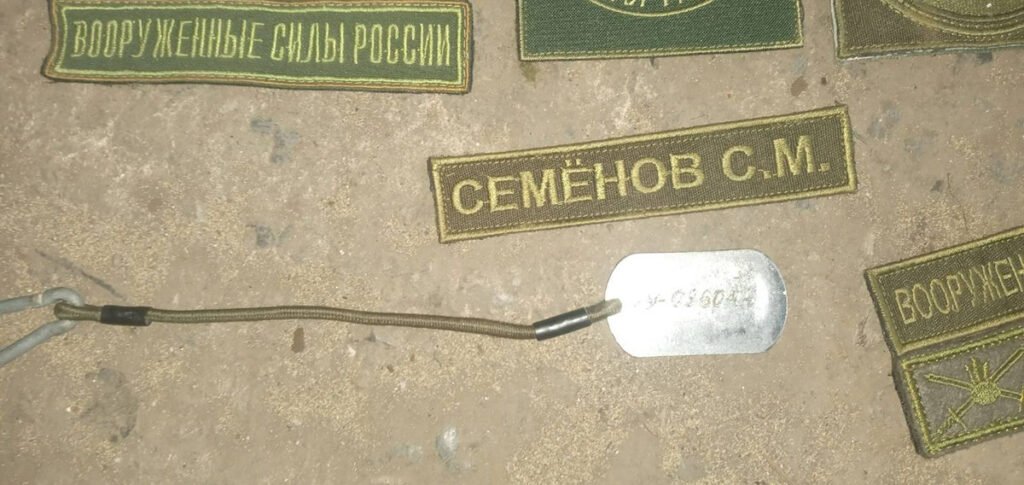 ВООРУЖЕННЫЕ СИЛЫ РОССИИ
СЕМЁНОВ С.М.
ВООРУЖЕН